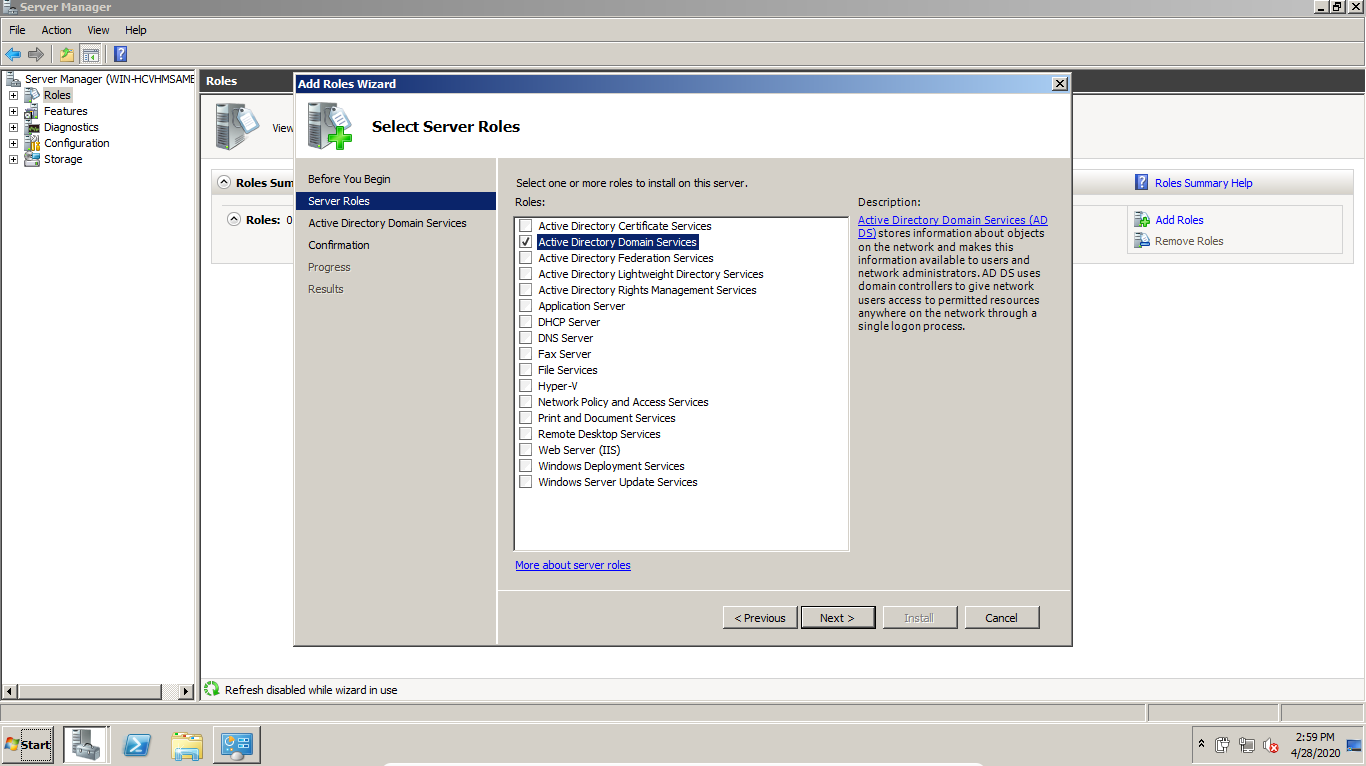 Server Manager
File Action View Help
Server Manager (WIN-HCVHMSAME
Roles
Features
Diagnostics
Configuration
Storage
Roles
View
Roles Sum
Roles: 0
Roles Summary Help
Add Roles
Remove Roles
Add Roles Wizard
Select Server Roles
Before You Begin
Server Roles
Active Directory Domain Services
Confirmation
Progress
Results
Select one or more roles to install on this server.
Roles:
Active Directory Certificate Services
Active Directory Domain Services
Active Directory Federation Services
Active Directory Lightweight Directory Services
Active Directory Rights Management Services
Application Server
DHCP Server
DNS Server
Fax Server
File Services
Hyper-V
Network Policy and Access Services
Print and Document Services
Remote Desktop Services
Web Server (IIS)
Windows Deployment Services
Windows Server Update Services
More about server roles
Description:
Active Directory Domain Services (AD
DS) stores information about objects
on the network and makes this
information available to users and
network administrators. AD DS uses
domain controllers to give network
users access to permitted resources
anywhere on the network through a
single logon process.
< Previous Next > Install Cancel
Refresh disabled while wizard in use
Start
2:59 PM
4/28/2020